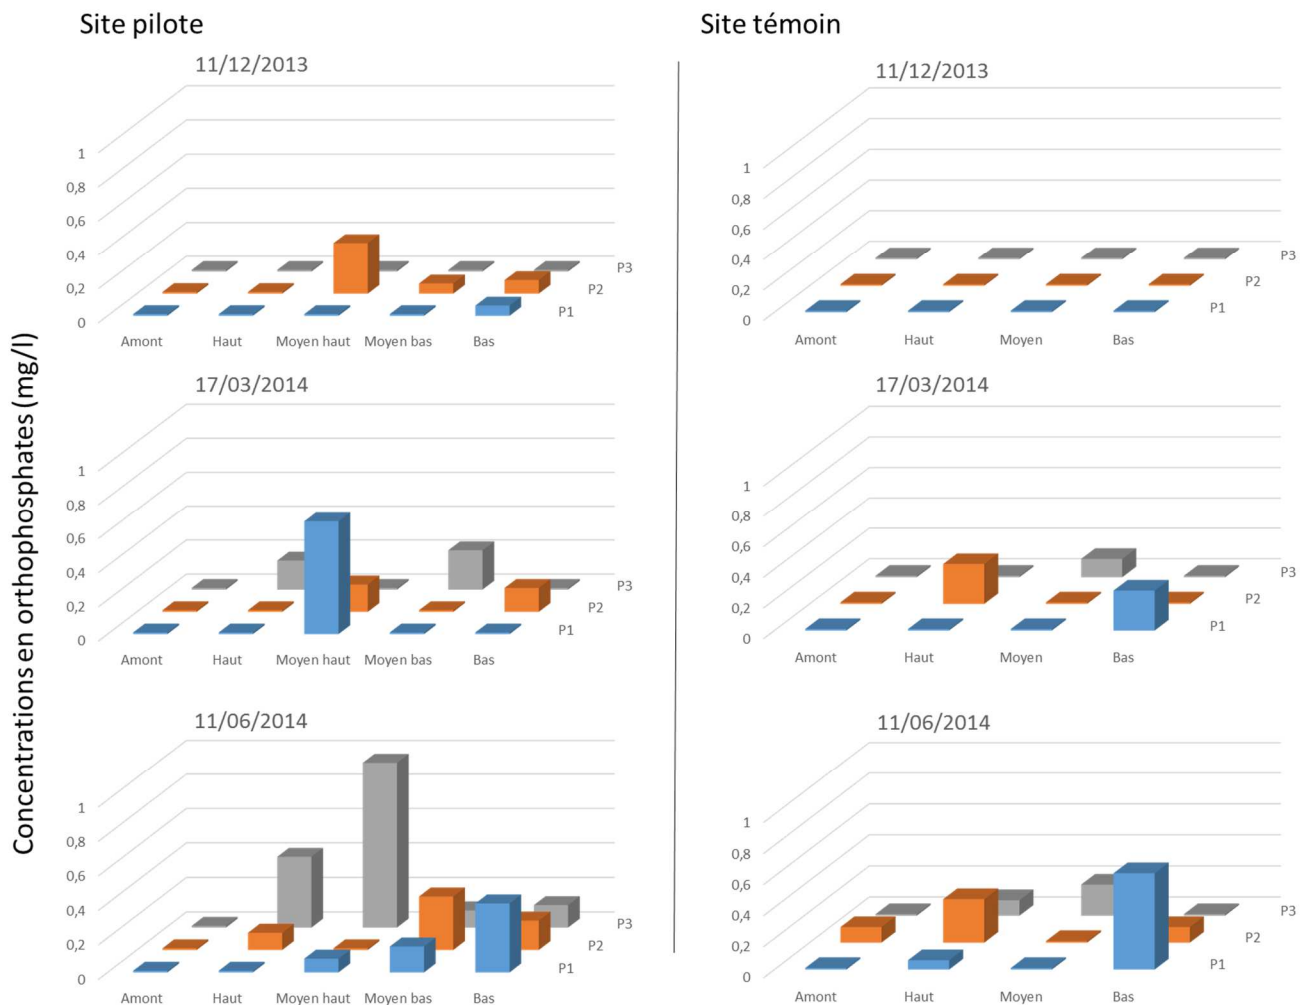 Site pilote
Site témoin
Concentrations en orthophosphates (mg/l)
11/12/2013
1
0,8
0,6
0,4
0,2
0
P3
P2
P1
Amont Haut Moyen haut Moyen bas Bas
11/12/2013
1
0,8
0,6
0,4
0,2
0
P3
P2
P1
Amont Haut Moyen Bas
17/03/2014
1
0,8
0,6
0,4
0,2
0
P3
P2
P1
Amont Haut Moyen haut Moyen bas Bas
17/03/2014
1
0,8
0,6
0,4
0,2
0
P3
P2
P1
Amont Haut Moyen Bas
11/06/2014
1
0,8
0,6
0,4
0,2
0
P3
P2
P1
Amont Haut Moyen haut Moyen bas Bas
11/06/2014
1
0,8
0,6
0,4
0,2
0
P3
P2
P1
Amont Haut Moyen Bas